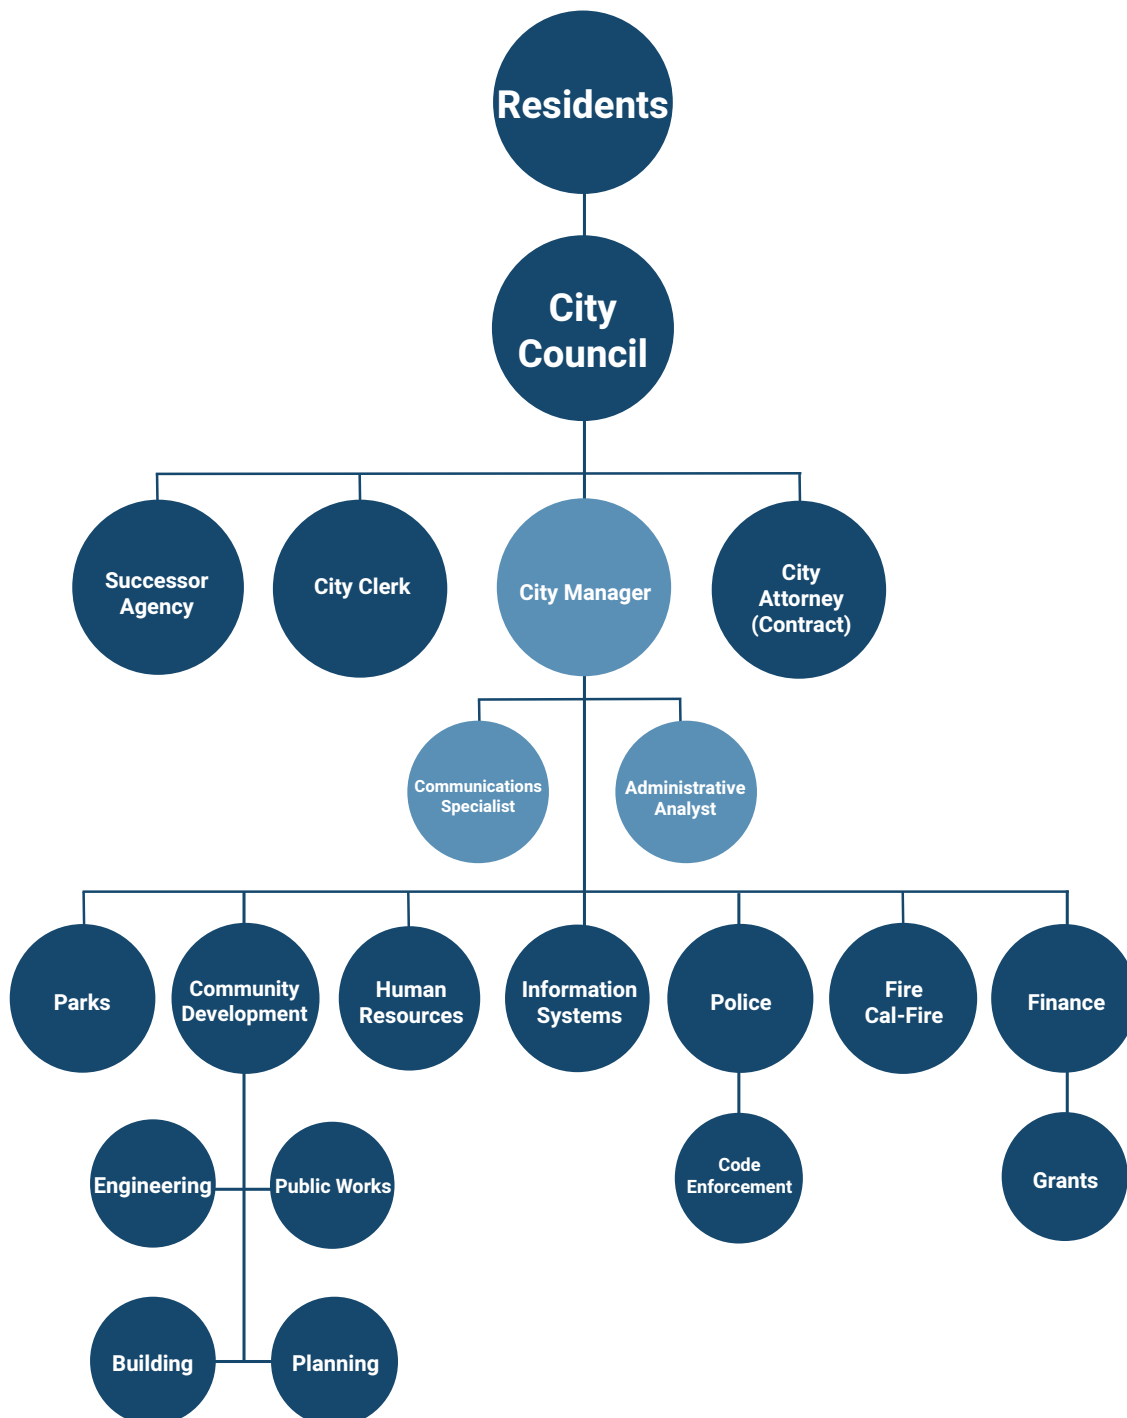 Residents
City
Council
Successor
Agency
City Clerk
City Manager
City
Attorney
(Contract)
Communications
Specialist
Administrative
Analyst
Parks
Community
Development
Human
Resources
Information
Systems
Police
Fire
Cal-Fire
Finance
Engineering
Public Works
Code
Enforcement
Grants
Building
Planning